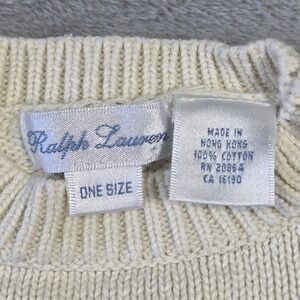 Ralph Lauren
ONE SIZE
MADE IN
HONG KONG
100% COTTON
RN 20864
CA 16190